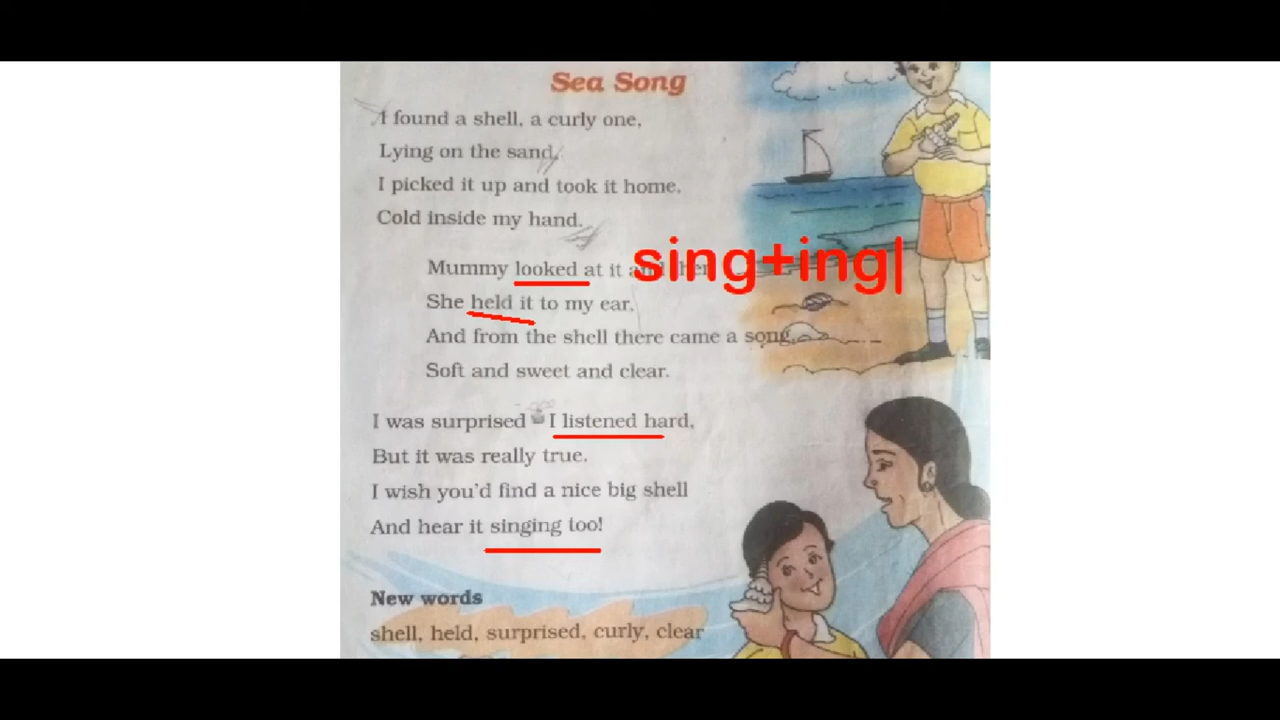 Sea Song
I found a shell, a curly one,
Lying on the sand,
I picked it up and took it home,
Cold inside my hand.
Mummy looked at it and then
sing+ing
She held it to my ear,
And from the shell there came a song,
Soft and sweet and clear.
I was surprised I listened hard,
But it was really true.
I wish you'd find a nice big shell
And hear it singing too!
New words
shell, held, surprised, curly, clear